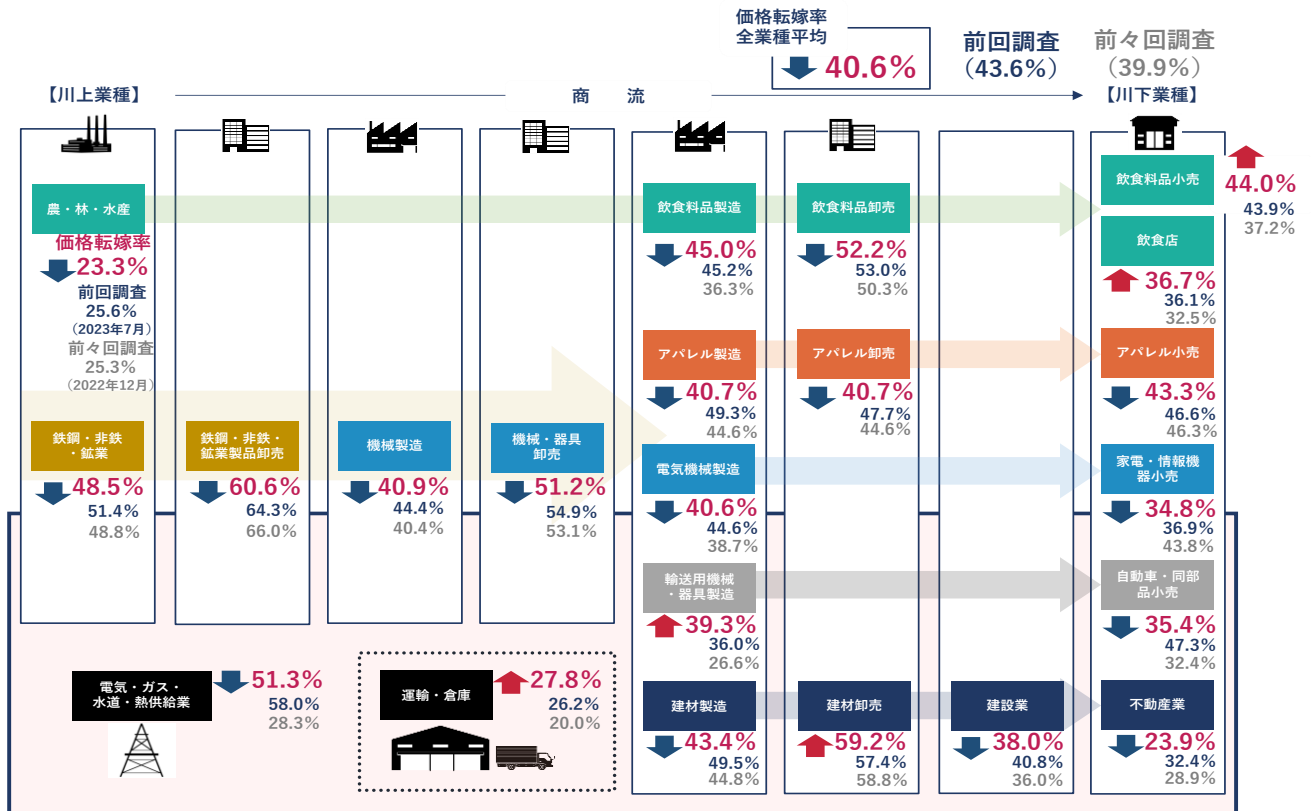 価格転嫁率
全業種平均
40.6%
前回調査
（43.6%）
前々回調査
（39.9%）
【川上業種】
商　流
【川下業種】
農・林・水産
価格転嫁率
23.3%
前回調査
25.6%
（2023年7月）
前々回調査
25.3%
（2022年12月）
飲食料品製造
45.0%
45.2%
36.3%
飲食料品卸売
52.2%
53.0%
50.3%
飲食料品小売
44.0%
43.9%
37.2%
飲食店
36.7%
36.1%
32.5%
アパレル製造
40.7%
49.3%
44.6%
アパレル卸売
40.7%
47.7%
44.6%
アパレル小売
43.3%
46.6%
46.3%
鉄鋼・非鉄
・鉱業
48.5%
51.4%
48.8%
鉄鋼・非鉄・
鉱業製品卸売
60.6%
64.3%
66.0%
機械製造
40.9%
44.4%
40.4%
機械・器具
卸売
51.2%
54.9%
53.1%
電気機械製造
40.6%
44.6%
38.7%
家電・情報機
器小売
34.8%
36.9%
43.8%
輸送用機械
・器具製造
39.3%
36.0%
26.6%
自動車・同部
品小売
35.4%
47.3%
32.4%
電気・ガス・
水道・熱供給業
51.3%
58.0%
28.3%
運輸・倉庫
27.8%
26.2%
20.0%
建材製造
43.4%
49.5%
44.8%
建材卸売
59.2%
57.4%
58.8%
建設業
38.0%
40.8%
36.0%
不動産業
23.9%
32.4%
28.9%